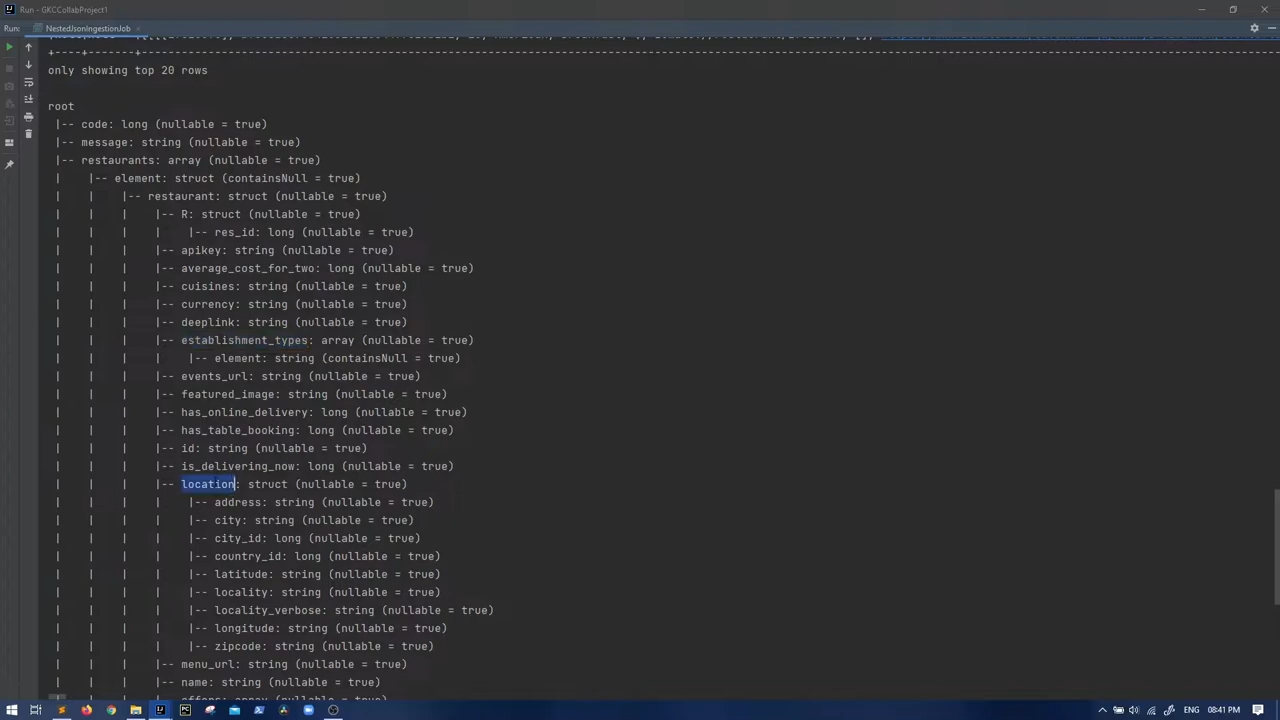 Run - GKCCollabProject1
Run: NestedJsonIngestionJob ×
+----+---------+
only showing top 20 rows
root
|-- code: long (nullable = true)
|-- message: string (nullable = true)
|-- restaurants: array (nullable = true)
| |-- element: struct (containsNull = true)
| | |-- restaurant: struct (nullable = true)
| | | |-- R: struct (nullable = true)
| | | | |-- res_id: long (nullable = true)
| | | |-- apikey: string (nullable = true)
| | | |-- average_cost_for_two: long (nullable = true)
| | | |-- cuisines: string (nullable = true)
| | | |-- currency: string (nullable = true)
| | | |-- deeplink: string (nullable = true)
| | | |-- establishment_types: array (nullable = true)
| | | | |-- element: string (containsNull = true)
| | | |-- events_url: string (nullable = true)
| | | |-- featured_image: string (nullable = true)
| | | |-- has_online_delivery: long (nullable = true)
| | | |-- has_table_booking: long (nullable = true)
| | | |-- id: string (nullable = true)
| | | |-- is_delivering_now: long (nullable = true)
| | | |-- location: struct (nullable = true)
| | | | |-- address: string (nullable = true)
| | | | |-- city: string (nullable = true)
| | | | |-- city_id: long (nullable = true)
| | | | |-- country_id: long (nullable = true)
| | | | |-- latitude: string (nullable = true)
| | | | |-- locality: string (nullable = true)
| | | | |-- locality_verbose: string (nullable = true)
| | | | |-- longitude: string (nullable = true)
| | | | |-- zipcode: string (nullable = true)
| | | |-- menu_url: string (nullable = true)
| | | |-- name: string (nullable = true)
| | | |-- offers: array (nullable = true)
ENG 08:41 PM